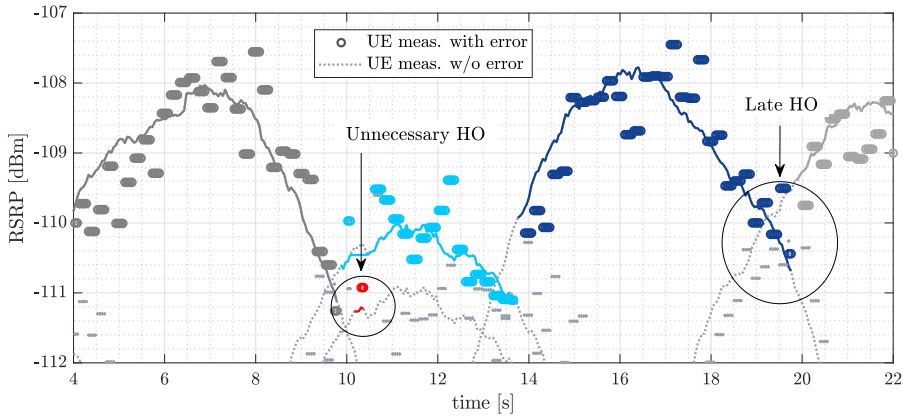 -107
-108
-109
-110
-111
-112
RSRP [dBm]
UE meas. with error
UE meas. w/o error
Unnecessary HO
Late HO
4 6 8 10 12 14 16 18 20 22
time [s]